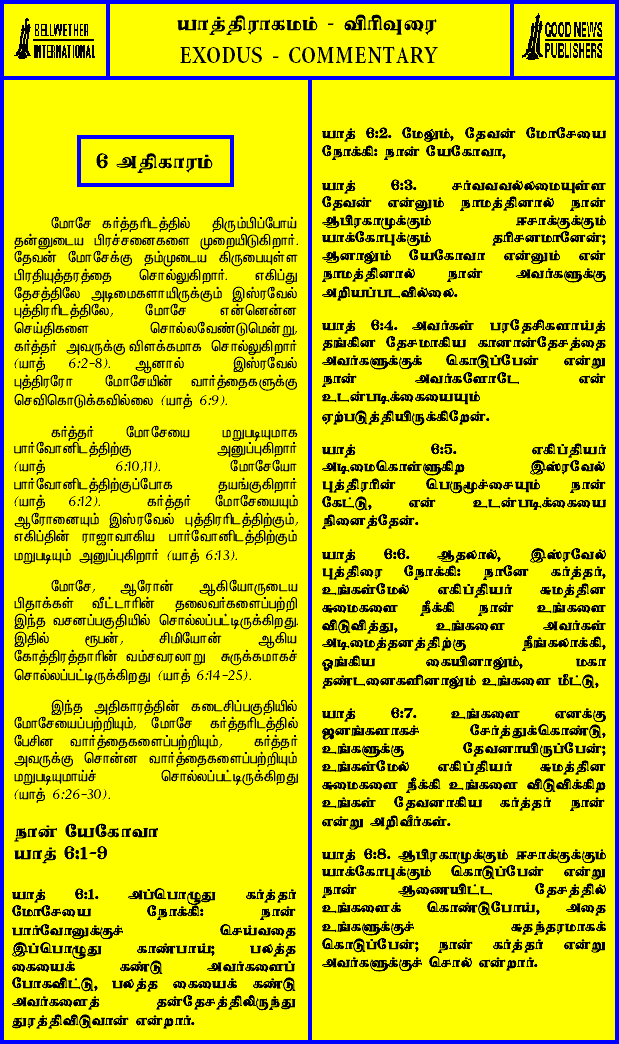 BELLWETHER
INTERNATIONAL
யாத்திராகமம் - விரிவுரை
EXODUS - COMMENTARY
GOOD NEWS
PUBLISHERS
6 அதிகாரம்
மோசே கர்த்தரிடத்தில் திரும்பிப்போய்
தன்னுடைய பிரச்சனைகளை முறையிடுகிறார்.
தேவன் மோசேக்கு தம்முடைய கிருபையுள்ள
பிரதியுத்தரத்தை சொல்லுகிறார். எகிப்து
தேசத்திலே அடிமைகளாயிருக்கும் இஸ்ரவேல்
புத்திரரிடத்திலே, மோசே என்னென்ன
செய்திகளை சொல்லவேண்டுமென்று,
கர்த்தர் அவருக்கு விளக்கமாக சொல்லுகிறார்
(யாத் 6:2-8). ஆனால் இஸ்ரவேல்
புத்திரரோ மோசேயின் வார்த்தைகளுக்கு
செவிகொடுக்கவில்லை (யாத் 6:9).
கர்த்தர் மோசேயை மறுபடியுமாக
பார்வோனிடத்திற்கு அனுப்புகிறார்
(யாத் 6:10,11). மோசேயோ
பார்வோனிடத்திற்குப்போக தயங்குகிறார்
(யாத் 6:12). கர்த்தர் மோசேயையும்
ஆரோனையும் இஸ்ரவேல் புத்திரரிடத்திற்கும்,
எகிப்தின் ராஜாவாகிய பார்வோனிடத்திற்கும்
மறுபடியும் அனுப்புகிறார் (யாத் 6:13).
மோசே, ஆரோன் ஆகியோருடைய
பிதாக்கள் வீட்டாரின் தலைவர்களைப்பற்றி
இந்த வசனப்பகுதியில் சொல்லப்பட்டிருக்கிறது.
இதில் ரூபன், சிமியோன் ஆகிய
கோத்திரத்தாரின் வம்சவரலாறு சுருக்கமாகச்
சொல்லப்பட்டிருக்கிறது (யாத் 6:14-25).
இந்த அதிகாரத்தின் கடைசிப்பகுதியில்
மோசேயைப்பற்றியும், மோசே கர்த்தரிடத்தில்
பேசின வார்த்தைகளைப்பற்றியும், கர்த்தர்
அவருக்கு சொன்ன வார்த்தைகளைப்பற்றியும்
மறுபடியுமாய்ச் சொல்லப்பட்டிருக்கிறது
(யாத் 6:26-30).
நான் யேகோவா
யாத் 6:1-9
யாத் 6:1. அப்பொழுது கர்த்தர்
மோசேயை நோக்கி: நான்
பார்வோனுக்குச் செய்வதை
இப்பொழுது காண்பாய்; பலத்த
கையைக் கண்டு அவர்களைப்
போகவிட்டு, பலத்த கையைக் கண்டு
அவர்களைத் தன்தேசத்திலிருந்து
துரத்திவிடுவான் என்றார்.
யாத் 6:2. மேலும், தேவன் மோசேயை
நோக்கி: நான் யேகோவா,
யாத் 6:3. சர்வவல்லமையுள்ள
தேவன் என்னும் நாமத்தினால் நான்
ஆபிரகாமுக்கும் ஈசாக்குக்கும்
யாக்கோபுக்கும் தரிசனமானேன்;
ஆனாலும் யேகோவா என்னும் என்
நாமத்தினால் நான் அவர்களுக்கு
அறியப்படவில்லை.
யாத் 6:4. அவர்கள் பரதேசிகளாய்த்
தங்கின தேசமாகிய கானான்தேசத்தை
அவர்களுக்குக் கொடுப்பேன் என்று
நான் அவர்களோடே என்
உடன்படிக்கையையும்
ஏற்படுத்தியிருக்கிறேன்.
யாத் 6:5. எகிப்தியர்
அடிமைகொள்ளுகிற இஸ்ரவேல்
புத்திரரின் பெருமூச்சையும் நான்
கேட்டு, என் உடன்படிக்கையை
நினைத்தேன்.
யாத் 6:6. ஆதலால், இஸ்ரவேல்
புத்திரை நோக்கி: நானே கர்த்தர்,
உங்கள்மேல் எகிப்தியர் சுமத்தின
சுமைகளை நீக்கி நான் உங்களை
விடுவித்து, உங்களை அவர்கள்
அடிமைத்தனத்திற்கு நீங்கலாக்கி,
ஓங்கிய கையினாலும், மகா
தண்டனைகளினாலும் உங்களை மீட்டு,
யாத் 6:7. உங்களை எனக்கு
ஜனங்களாகச் சேர்த்துக்கொண்டு,
உங்களுக்கு தேவனாயிருப்பேன்;
உங்கள்மேல் எகிப்தியர் சுமத்தின
சுமைகளை நீக்கி உங்களை விடுவிக்கிற
உங்கள் தேவனாகிய கர்த்தர் நான்
என்று அறிவீர்கள்.
யாத் 6:8. ஆபிரகாமுக்கும் ஈசாக்குக்கும்
யாக்கோபுக்கும் கொடுப்பேன் என்று
நான் ஆணையிட்ட தேசத்தில்
உங்களைக் கொண்டுபோய், அதை
உங்களுக்குச் சுதந்தரமாகக்
கொடுப்பேன்; நான் கர்த்தர் என்று
அவர்களுக்குச் சொல் என்றார்.